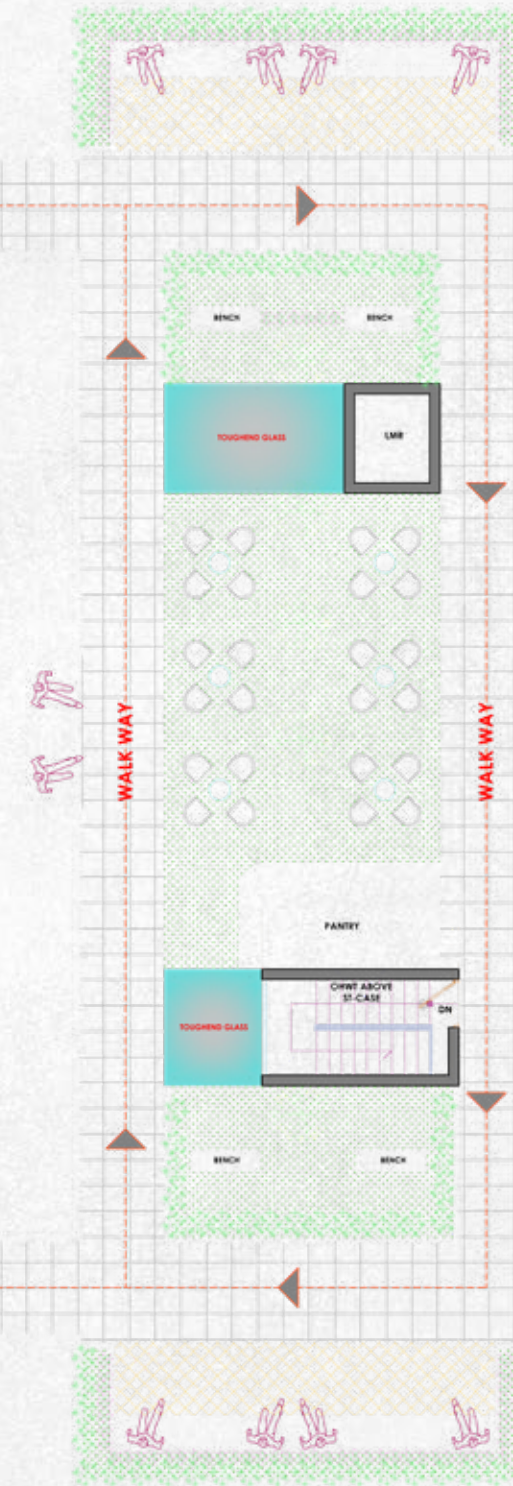 BENCH
BENCH
TOUGHEND GLASS
LMR
WALK WAY
WALK WAY
PANTRY
OHWT ABOVE
ST-CASE
DN
TOUGHEND GLASS
BENCH
BENCH